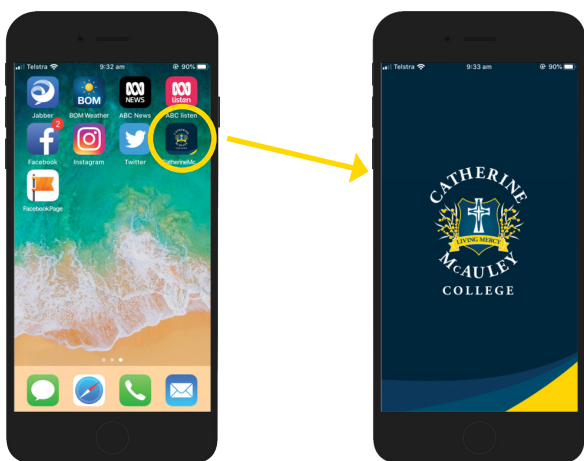 Telstra 9:32 am 90%
BOM NEWS listen
Jabber BOM Weather ABC News ABC listen
2
Facebook Instagram Twitter CatherineMc...
FacebookPage
Telstra 9:33 am 90%
CATHERINE
LIVING MERCY
McAULEY
COLLEGE